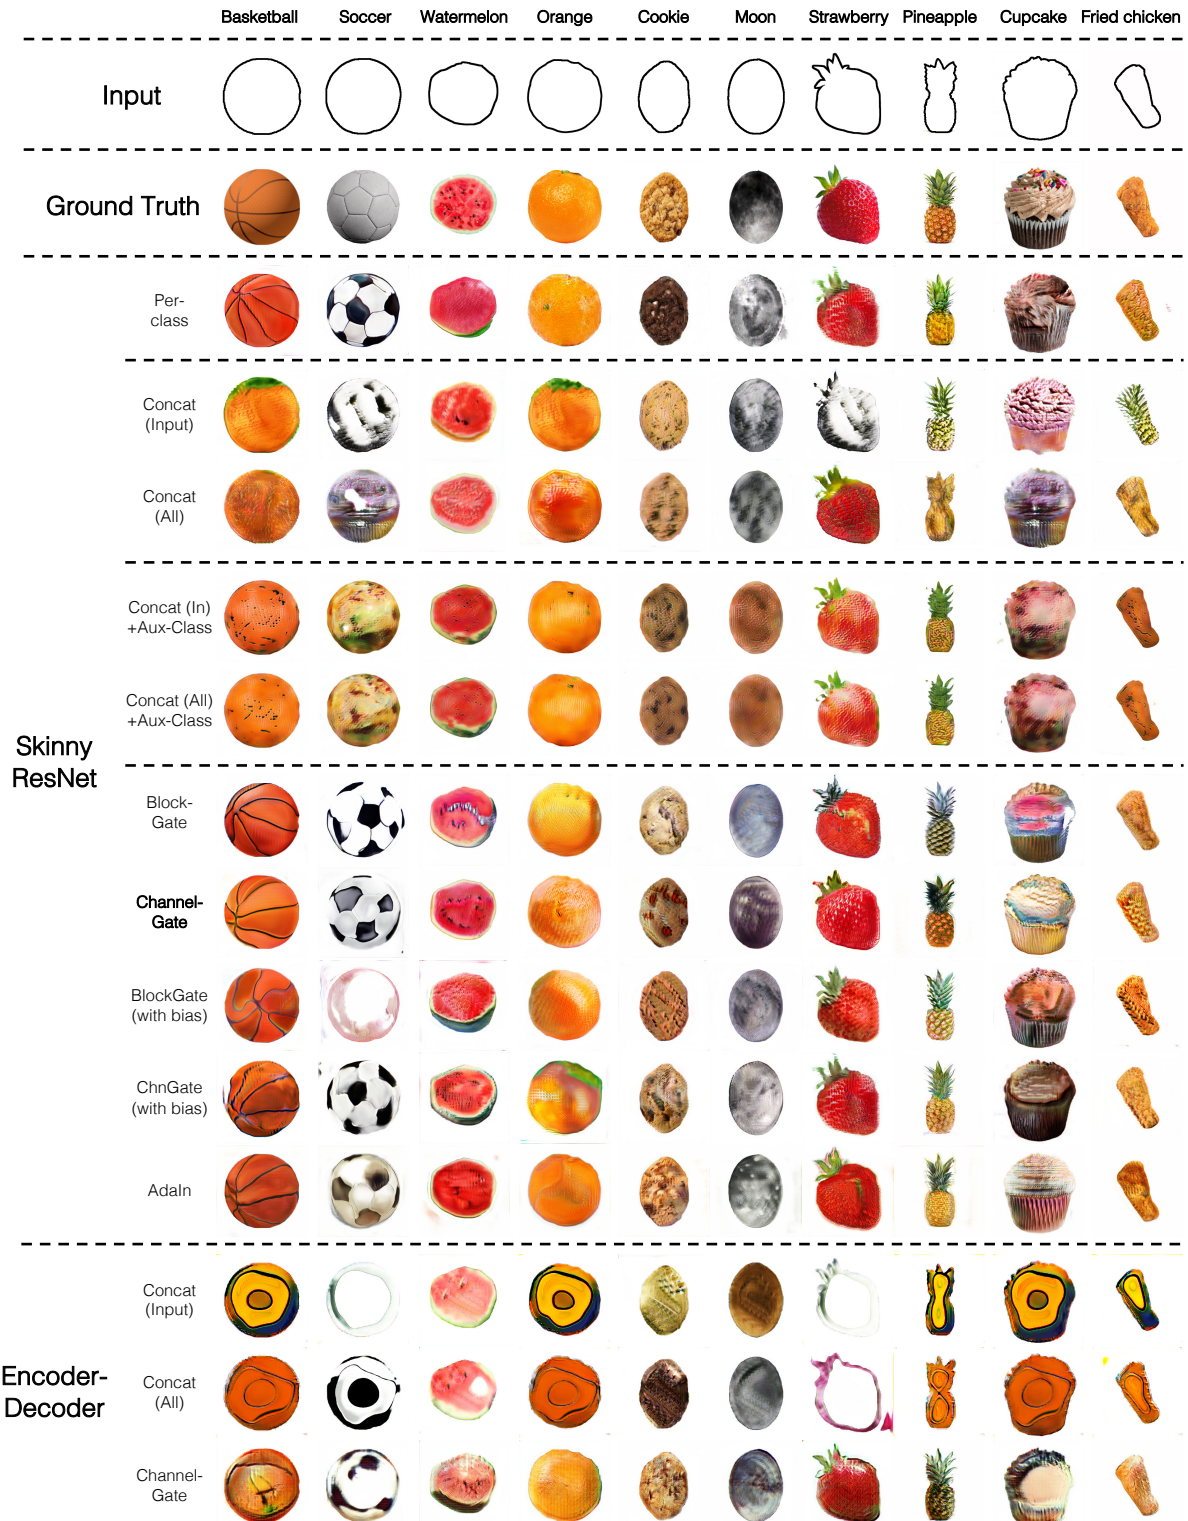 Basketball Soccer Watermelon Orange Cookie Moon Strawberry Pineapple Cupcake Fried chicken
Input
Ground Truth
Per-
class
Skinny
ResNet
Concat
(Input)
Concat
(All)
Concat (In)
+Aux-Class
Concat (All)
+Aux-Class
Block-
Gate
Channel-
Gate
BlockGate
(with bias)
ChnGate
(with bias)
AdaIn
Encoder-
Decoder
Concat
(Input)
Concat
(All)
Channel-
Gate